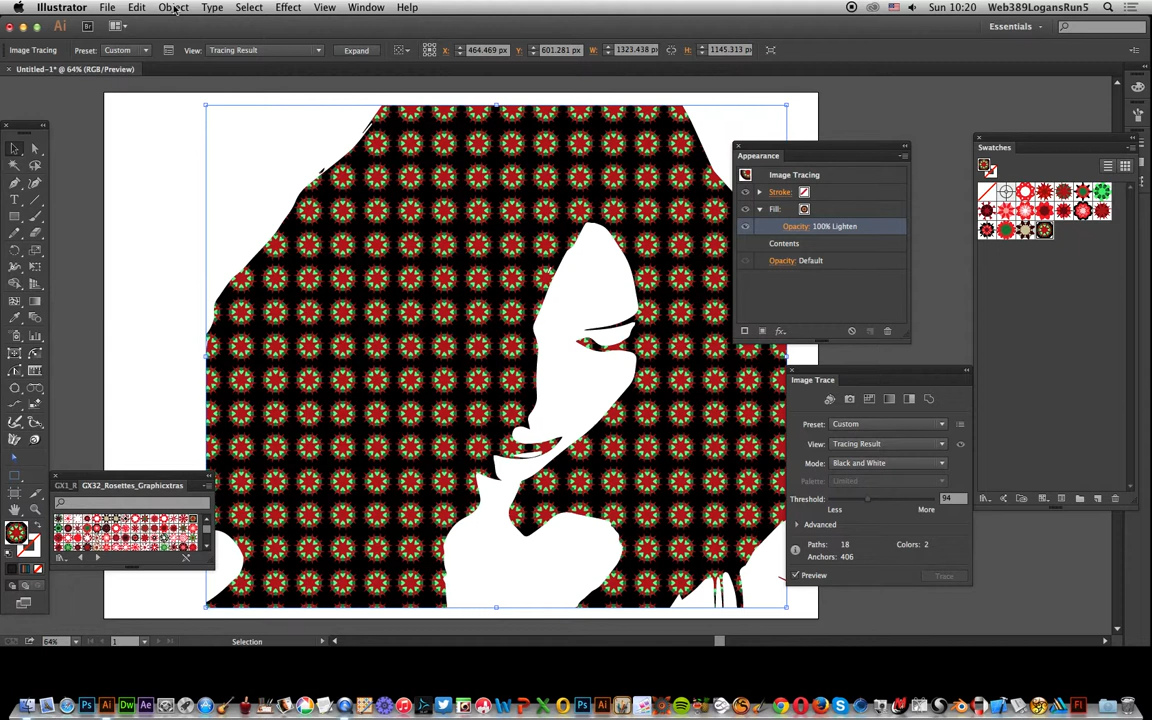 Illustrator File Edit Object Type Select Effect View Window Help
Sun 10:20 Web389LogansRun5
Ai Br Essentials
Image Tracing Preset: Custom View: Tracing Result Expand X: 464.469 px Y: 601.281 px W: 1323.438 px H: 1145.313 px
Untitled-1* @ 64% (RGB/Preview)
Appearance
Image Tracing
Stroke:
Fill:
Opacity: 100% Lighten
Contents
Opacity: Default
fx
Swatches
Image Trace
Preset: Custom
View: Tracing Result
Mode: Black and White
Palette: Limited
Threshold: 94
Less More
Advanced
Paths: 18 Colors: 2
Anchors: 406
Preview Trace
GX1_R GX32_Rosettes_Graphicxtras
64% 1 Selection